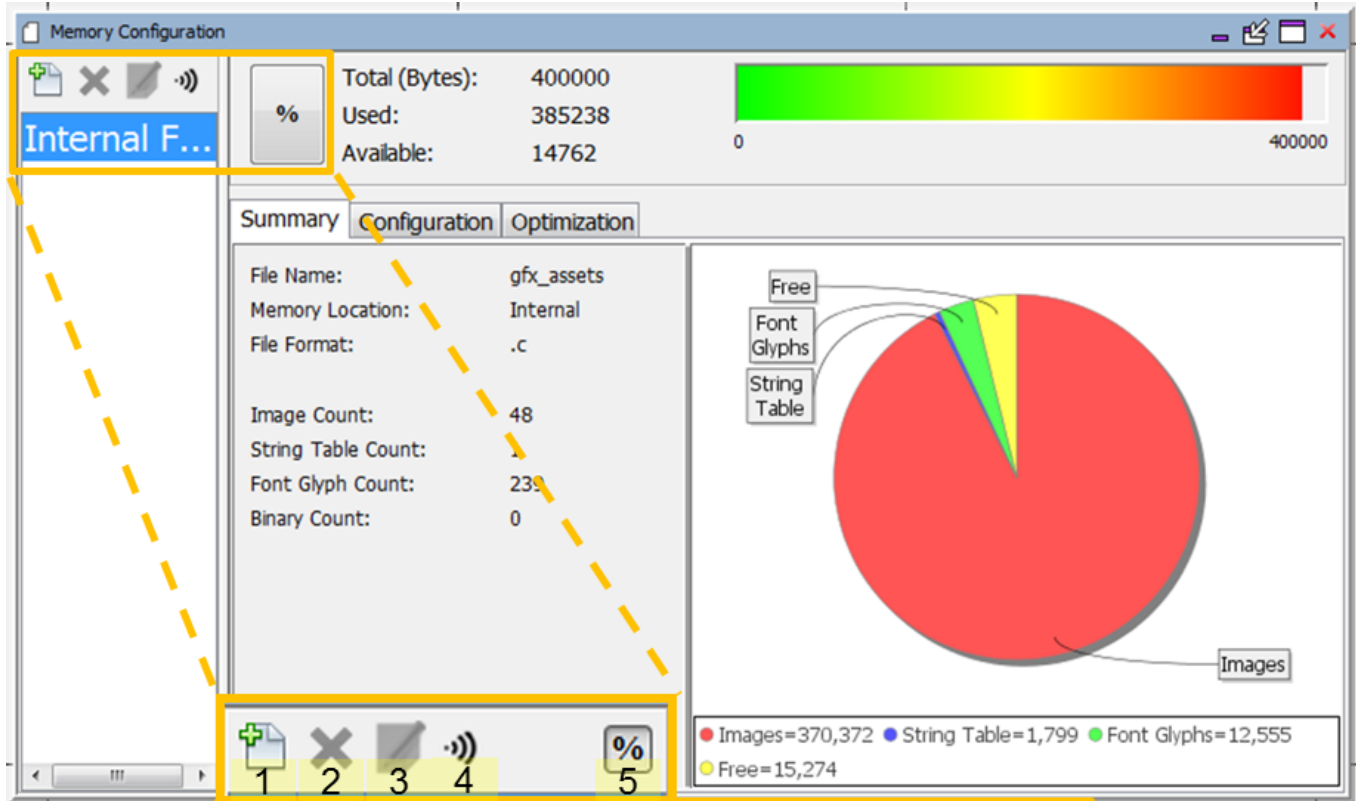 Memory Configuration
Internal F...
%
Total (Bytes): 400000
Used: 385238
Available: 14762
0 400000
Summary Configuration Optimization
File Name: gfx_assets
Memory Location: Internal
File Format: .c
Image Count: 48
String Table Count:
Font Glyph Count: 239
Binary Count: 0
Free
Font
Glyphs
String
Table
Images
Images=370,372 String Table=1,799 Font Glyphs=12,555
Free=15,274
%
1 2 3 4 5